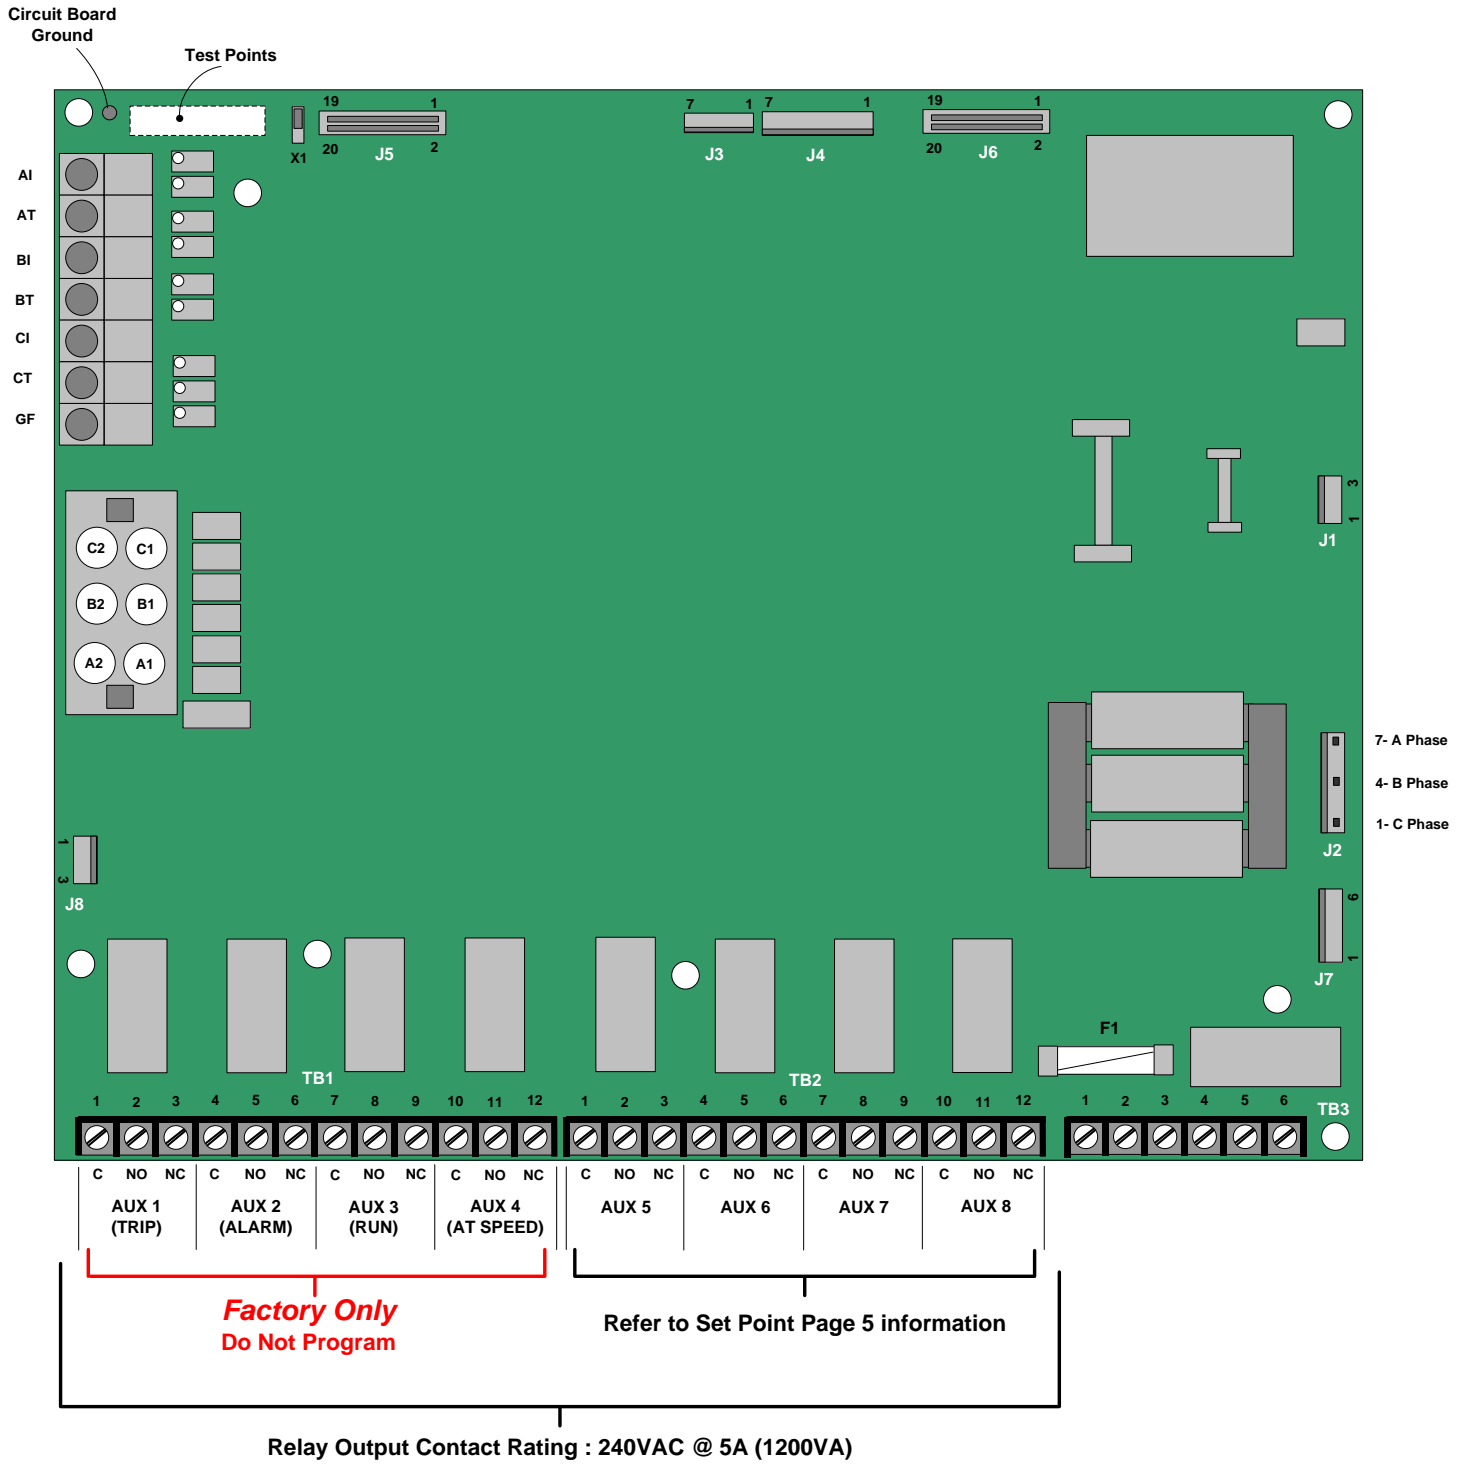 Circuit Board
Ground
Test Points
19 1
20 2
J5
X1
7 1
J3
7 1
J4
19 1
20 2
J6
AI
AT
BI
BT
CI
CT
GF
C2 C1
B2 B1
A2 A1
3
1
J1
7- A Phase
4- B Phase
1- C Phase
J2
1
3
J8
6
1
J7
F1
TB1
TB2
TB3
1 2 3 4 5 6 7 8 9 10 11 12
1 2 3 4 5 6 7 8 9 10 11 12
1 2 3 4 5 6
C NO NC C NO NC C NO NC C NO NC
C NO NC C NO NC C NO NC C NO NC
AUX 1
(TRIP)
AUX 2
(ALARM)
AUX 3
(RUN)
AUX 4
(AT SPEED)
AUX 5
AUX 6
AUX 7
AUX 8
Factory Only
Do Not Program
Refer to Set Point Page 5 information
Relay Output Contact Rating : 240VAC @ 5A (1200VA)